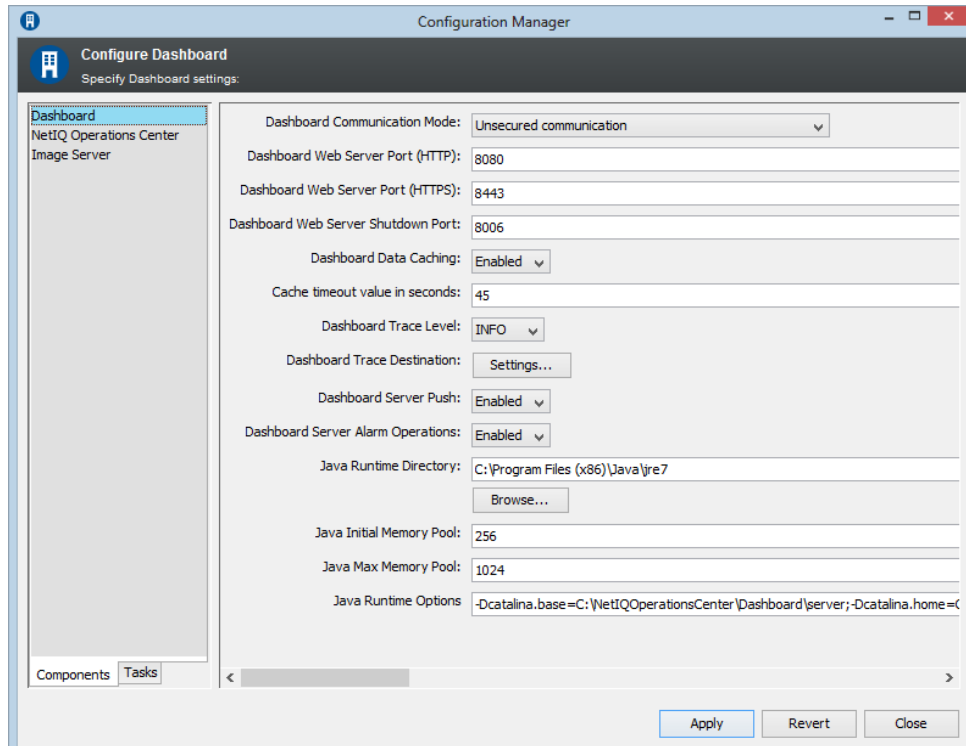 Configuration Manager
Configure Dashboard
Specify Dashboard settings:
Dashboard
NetIQ Operations Center
Image Server
Dashboard Communication Mode: Unsecured communication
Dashboard Web Server Port (HTTP): 8080
Dashboard Web Server Port (HTTPS): 8443
Dashboard Web Server Shutdown Port: 8006
Dashboard Data Caching: Enabled
Cache timeout value in seconds: 45
Dashboard Trace Level: INFO
Dashboard Trace Destination: Settings...
Dashboard Server Push: Enabled
Dashboard Server Alarm Operations: Enabled
Java Runtime Directory: C:\Program Files (x86)\Java\jre7
Browse...
Java Initial Memory Pool: 256
Java Max Memory Pool: 1024
Java Runtime Options -Dcatalina.base=C:\NetIQOperationsCenter\Dashboard\server;-Dcatalina.home=C
Components Tasks
Apply Revert Close